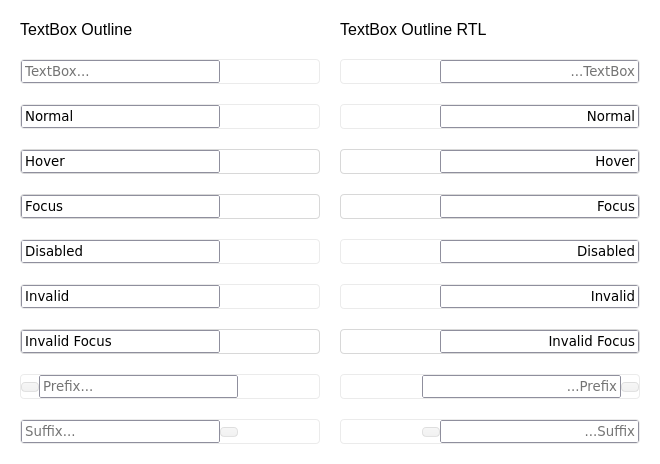 TextBox Outline
TextBox...
Normal
Hover
Focus
Disabled
Invalid
Invalid Focus
Prefix...
Suffix...
TextBox Outline RTL
...TextBox
Normal
Hover
Focus
Disabled
Invalid
Invalid Focus
...Prefix
...Suffix